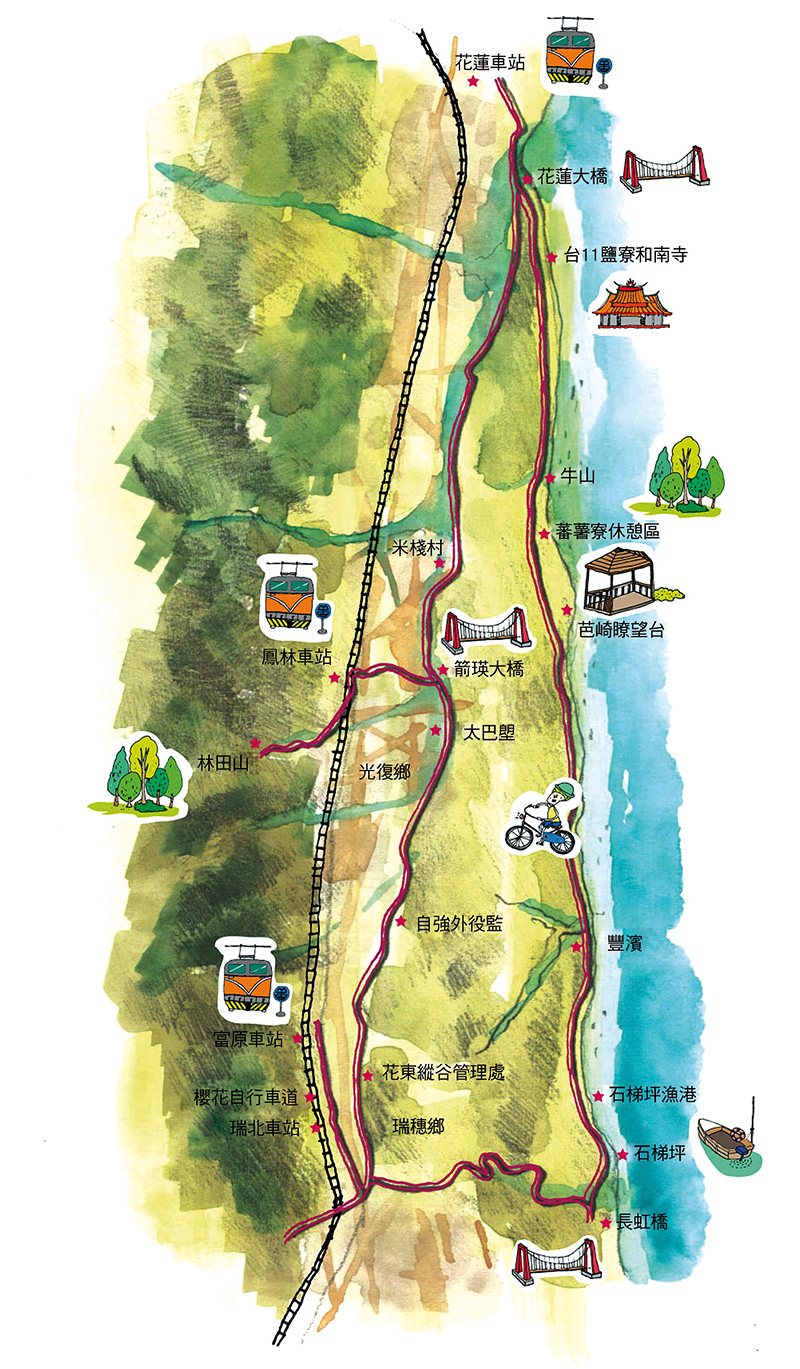 花蓮車站
花蓮大橋
台11鹽寮和南寺
牛山
蕃薯寮休憩區
米棧村
芭崎瞭望台
鳳林車站
箭瑛大橋
太巴塱
林田山
光復鄉
自強外役監
豐濱
富原車站
花東縱谷管理處
櫻花自行車道
石梯坪漁港
瑞北車站
瑞穗鄉
石梯坪
長虹橋